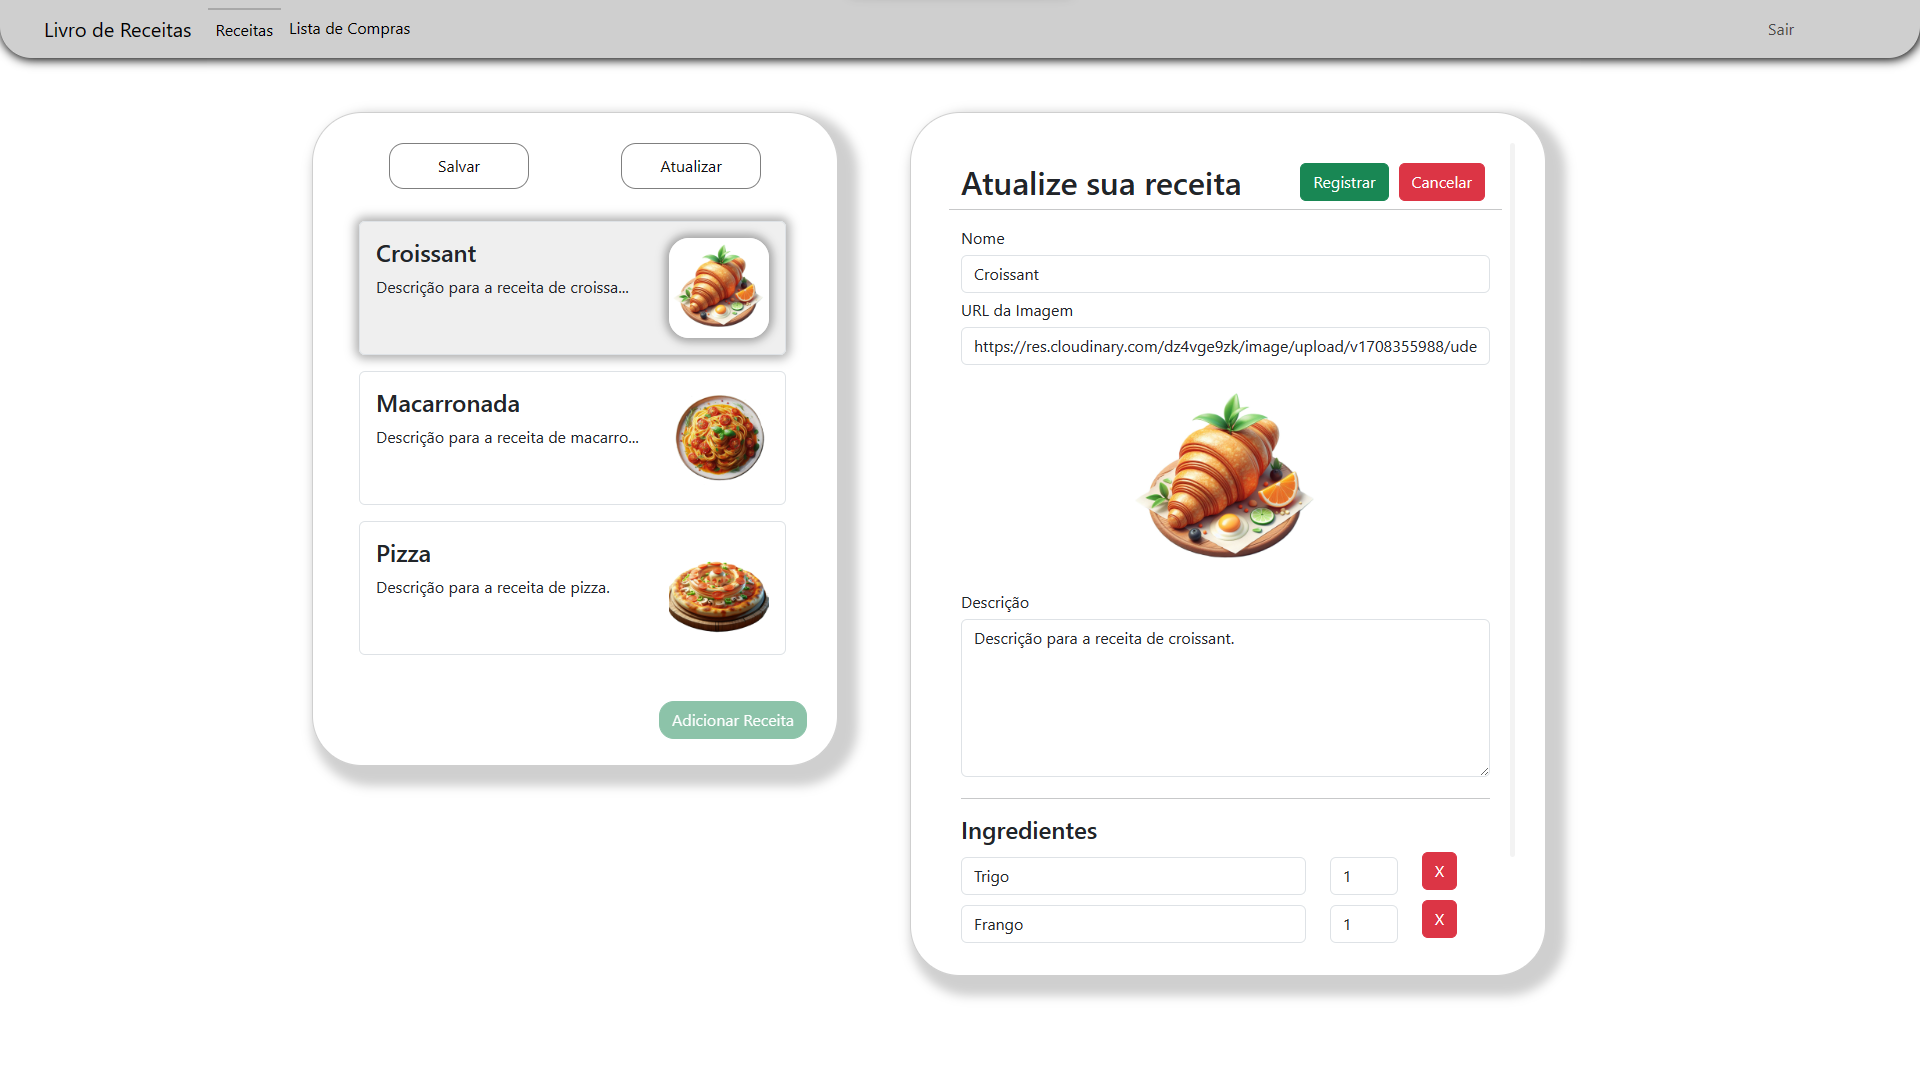 Livro de Receitas
Receitas
Lista de Compras
Sair
Salvar
Atualizar
Croissant
Descrição para a receita de croissa...
Macarronada
Descrição para a receita de macarro...
Pizza
Descrição para a receita de pizza.
Adicionar Receita
Atualize sua receita
Registrar
Cancelar
Nome
Croissant
URL da Imagem
https://res.cloudinary.com/dz4vge9zk/image/upload/v1708355988/ude
Descrição
Descrição para a receita de croissant.
Ingredientes
Trigo 1 X
Frango 1 X